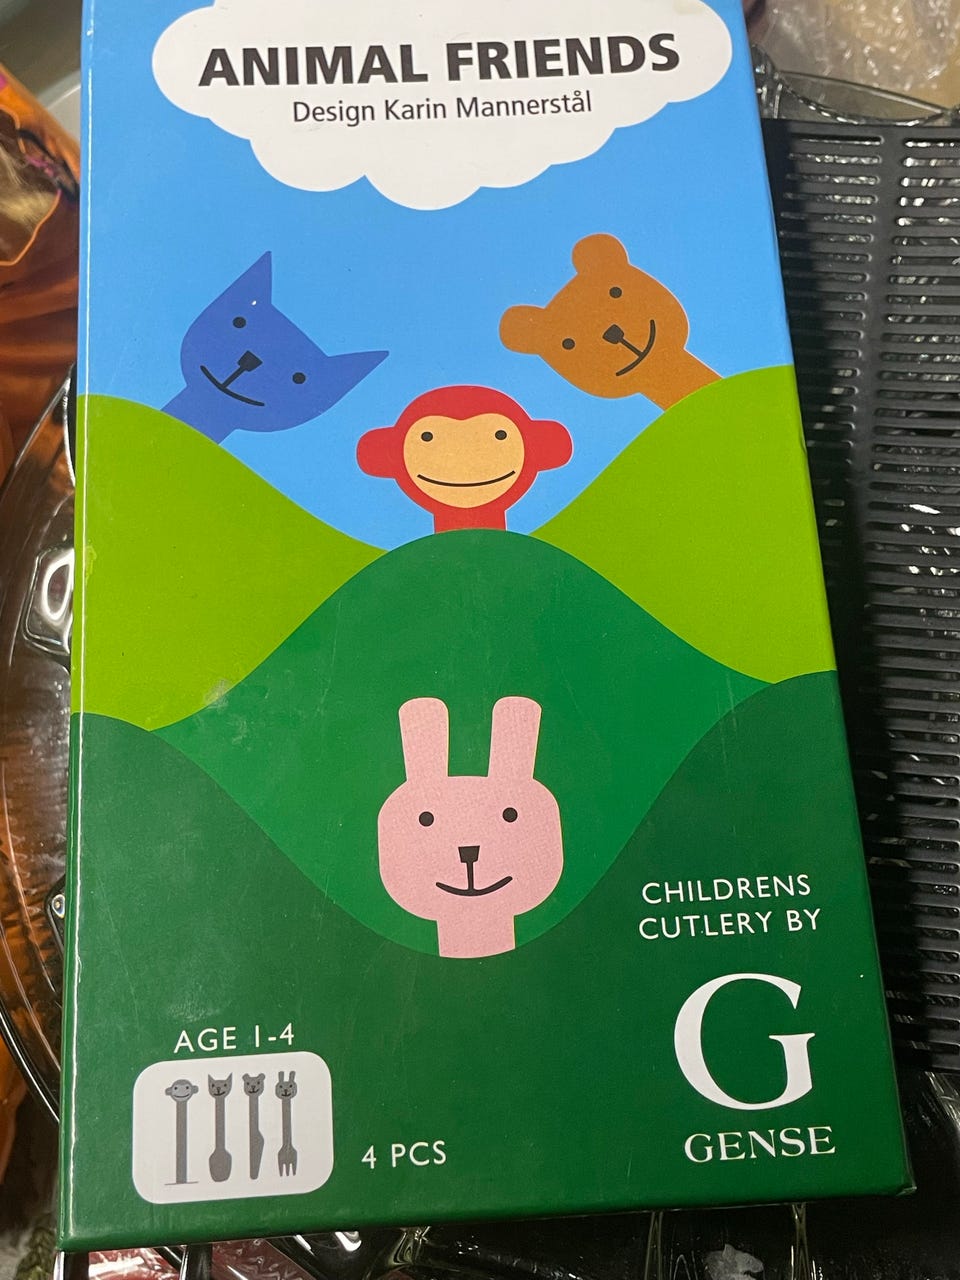 ANIMAL FRIENDS
Design Karin Mannerstål
CHILDRENS
CUTLERY BY
G
GENSE
AGE 1-4
4 PCS